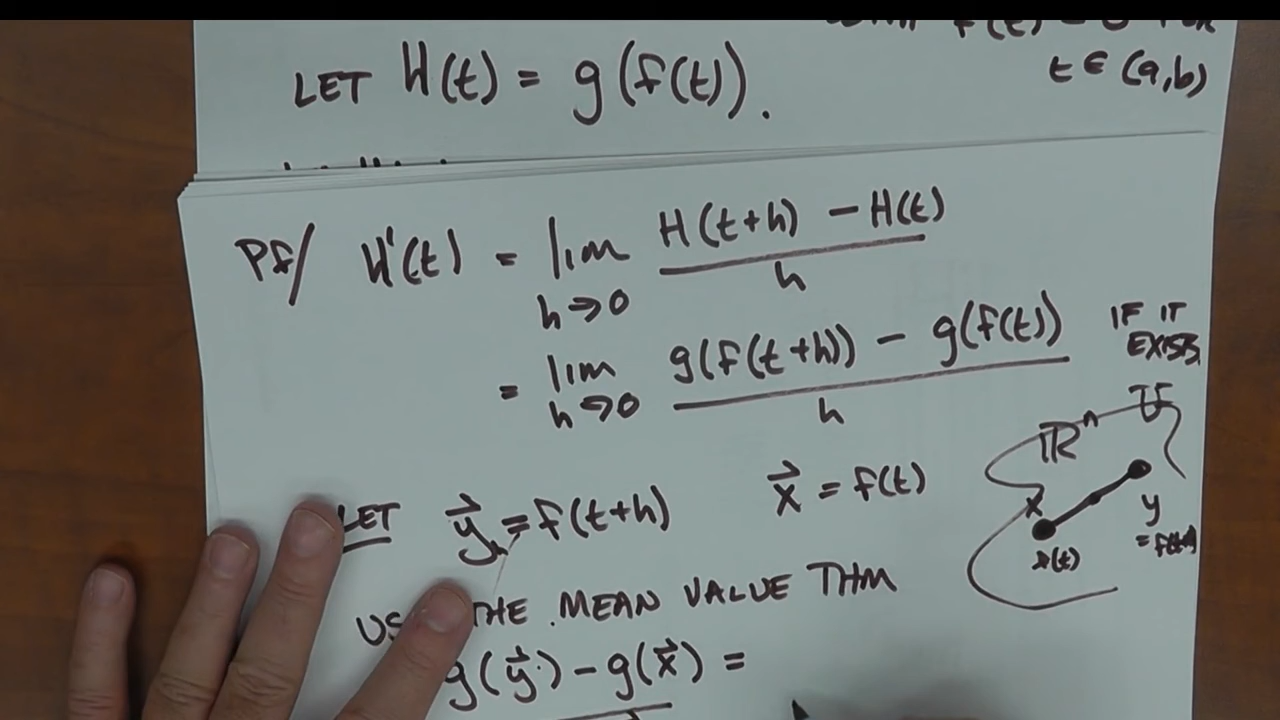 t ∈ (a,b)
LET H(t) = g(f(t)).
Pf/ H'(t) = lim h→0 H(t+h) - H(t) / h
= lim h→0 g(f(t+h)) - g(f(t)) / h IF IT EXISTS
ℝⁿ U
LET y⃗ₕ = f(t+h) x⃗ = f(t)
x y
THE MEAN VALUE THM
g(y⃗) - g(x⃗) =